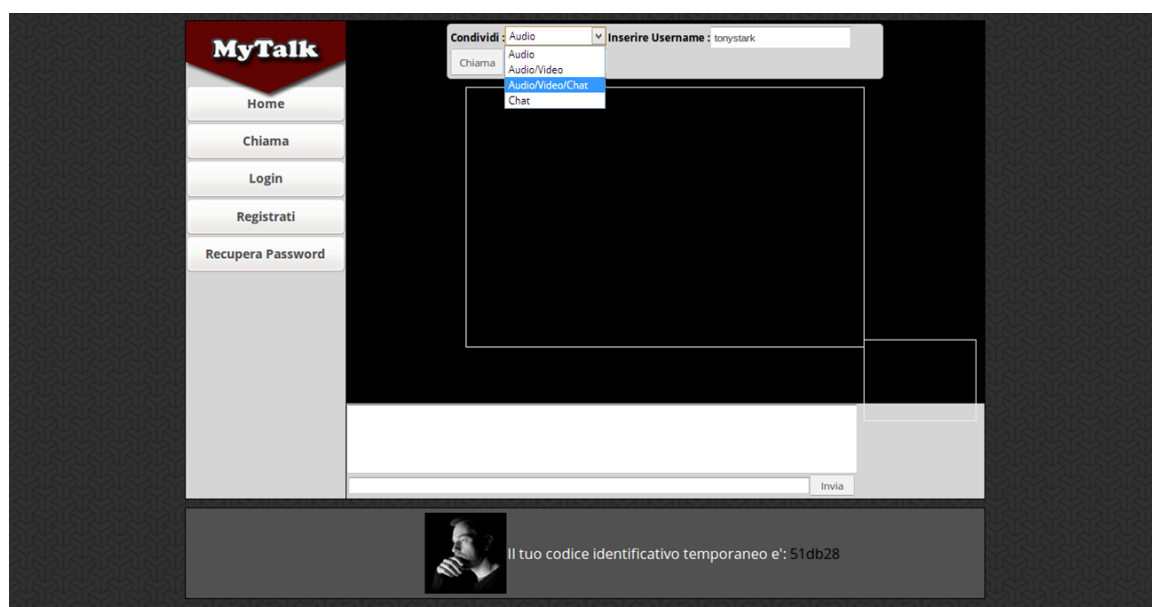 MyTalk
Home
Chiama
Login
Registrati
Recupera Password
Condividi : Audio Inserire Username : tonystark
Chiama
Audio
Audio/Video
Audio/Video/Chat
Chat
Invia
Il tuo codice identificativo temporaneo e': 51db28